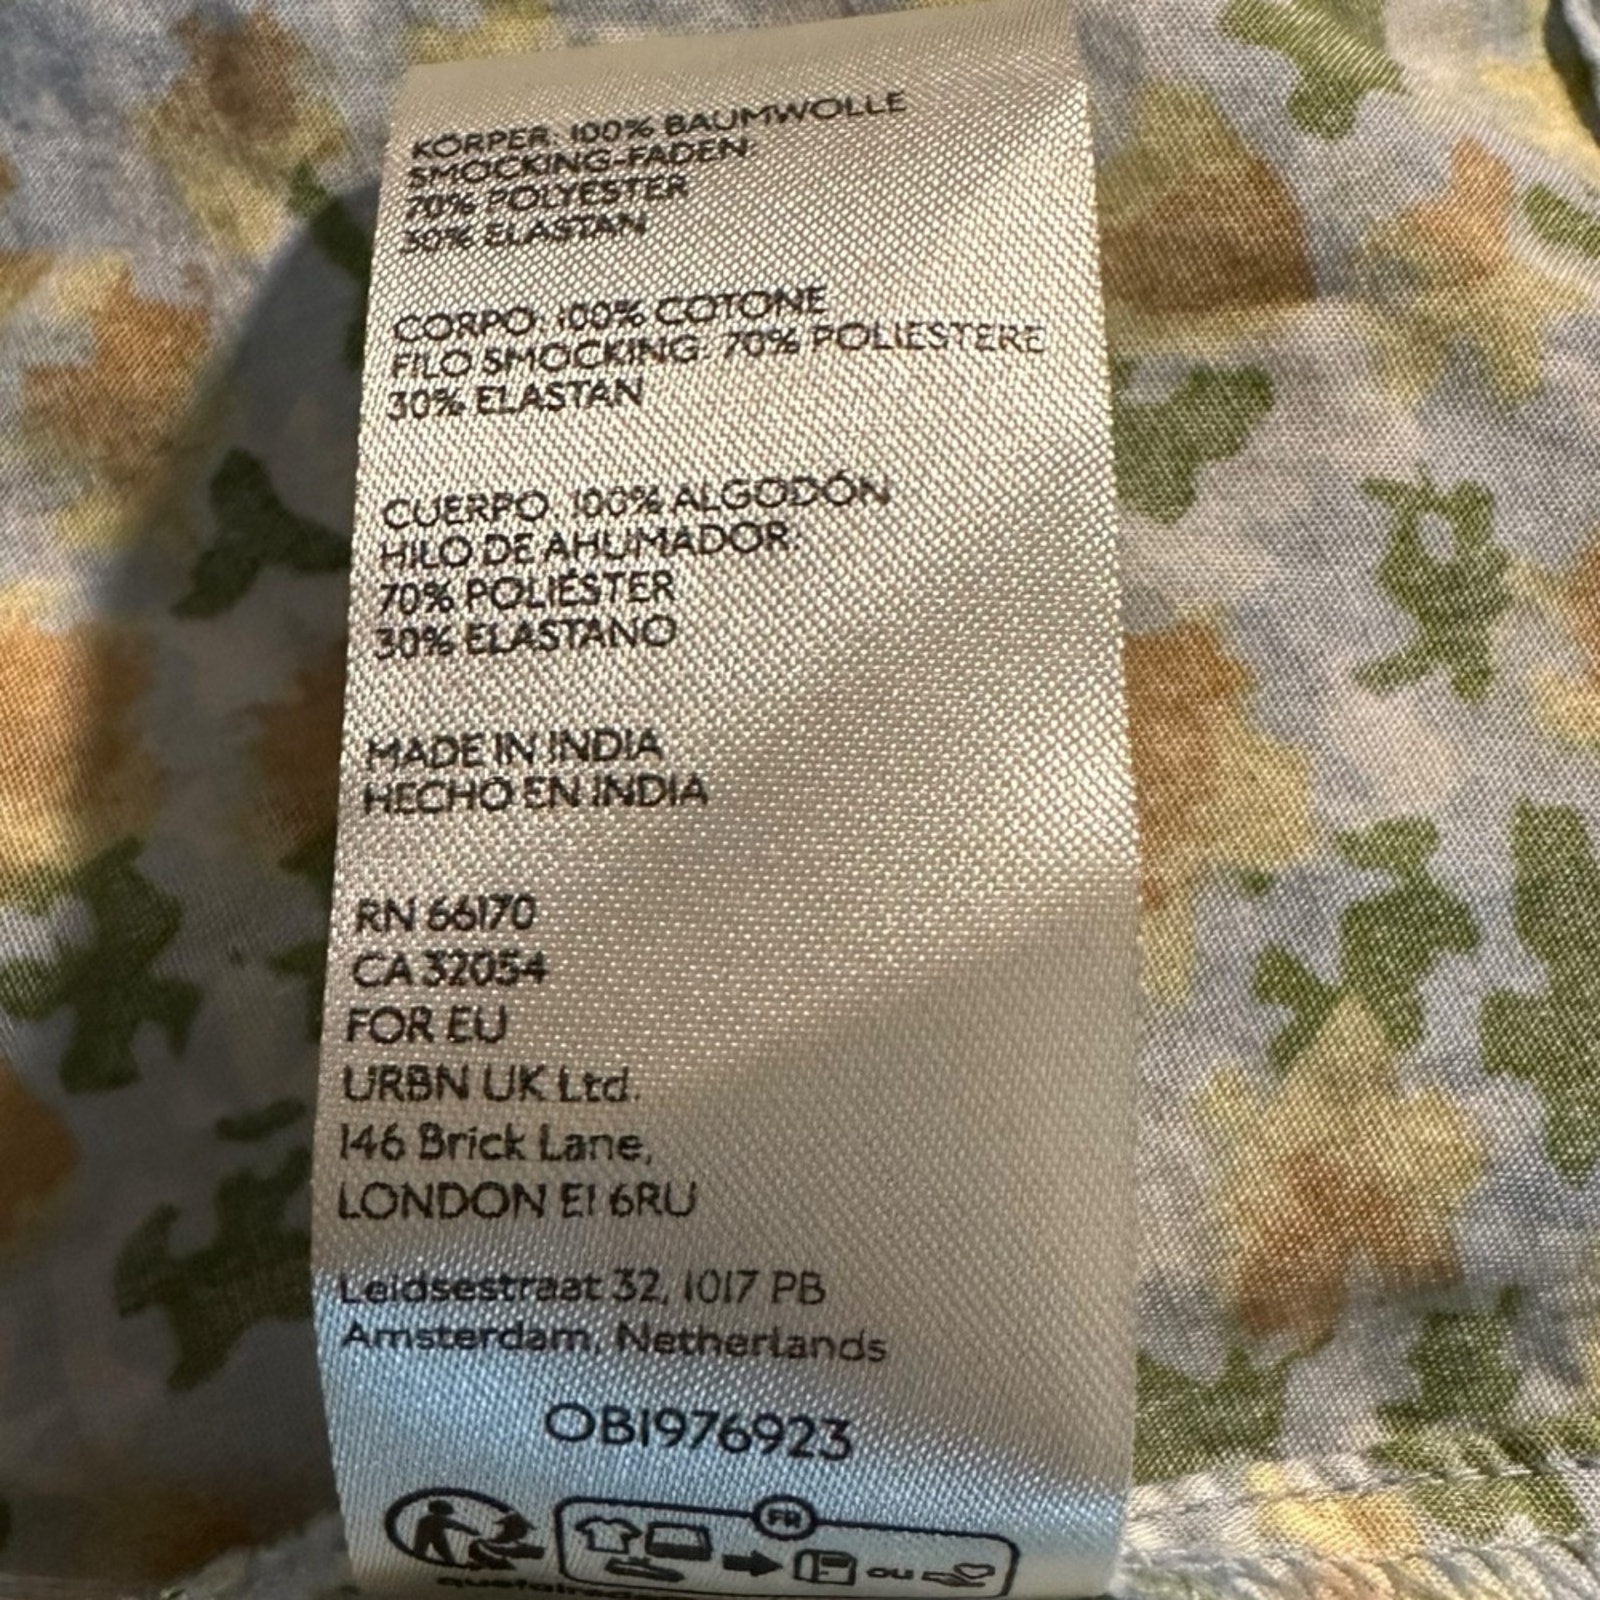 KÖRPER: 100% BAUMWOLLE
SMOCKING-FADEN:
70% POLYESTER
30% ELASTAN
CORPO: 100% COTONE
FILO SMOCKING: 70% POLIESTERE
30% ELASTAN
CUERPO: 100% ALGODÓN
HILO DE AHUMADOR:
70% POLIÉSTER
30% ELASTANO
MADE IN INDIA
HECHO EN INDIA
RN 66170
CA 32054
FOR EU
URBN UK Ltd.
146 Brick Lane,
LONDON E1 6RU
Leidsestraat 32, 1017 PB
Amsterdam, Netherlands
OB1976923
FR
ou